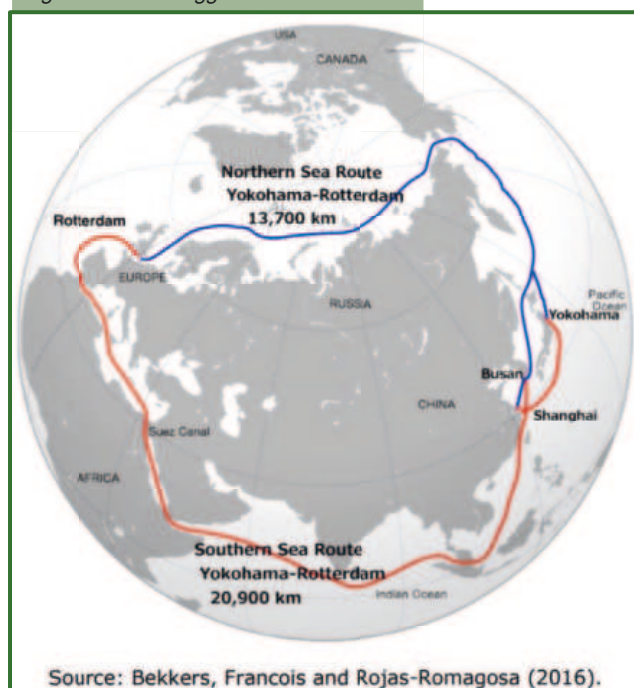 USA
CANADA
Northern Sea Route
Yokohama-Rotterdam
13,700 km
Rotterdam
EUROPE
RUSSIA
Pacific
Ocean
Yokohama
Busan
CHINA
Shanghai
Suez Canal
AFRICA
Southern Sea Route
Yokohama-Rotterdam
20,900 km
Indian Ocean
Source: Bekkers, Francois and Rojas-Romagosa (2016).